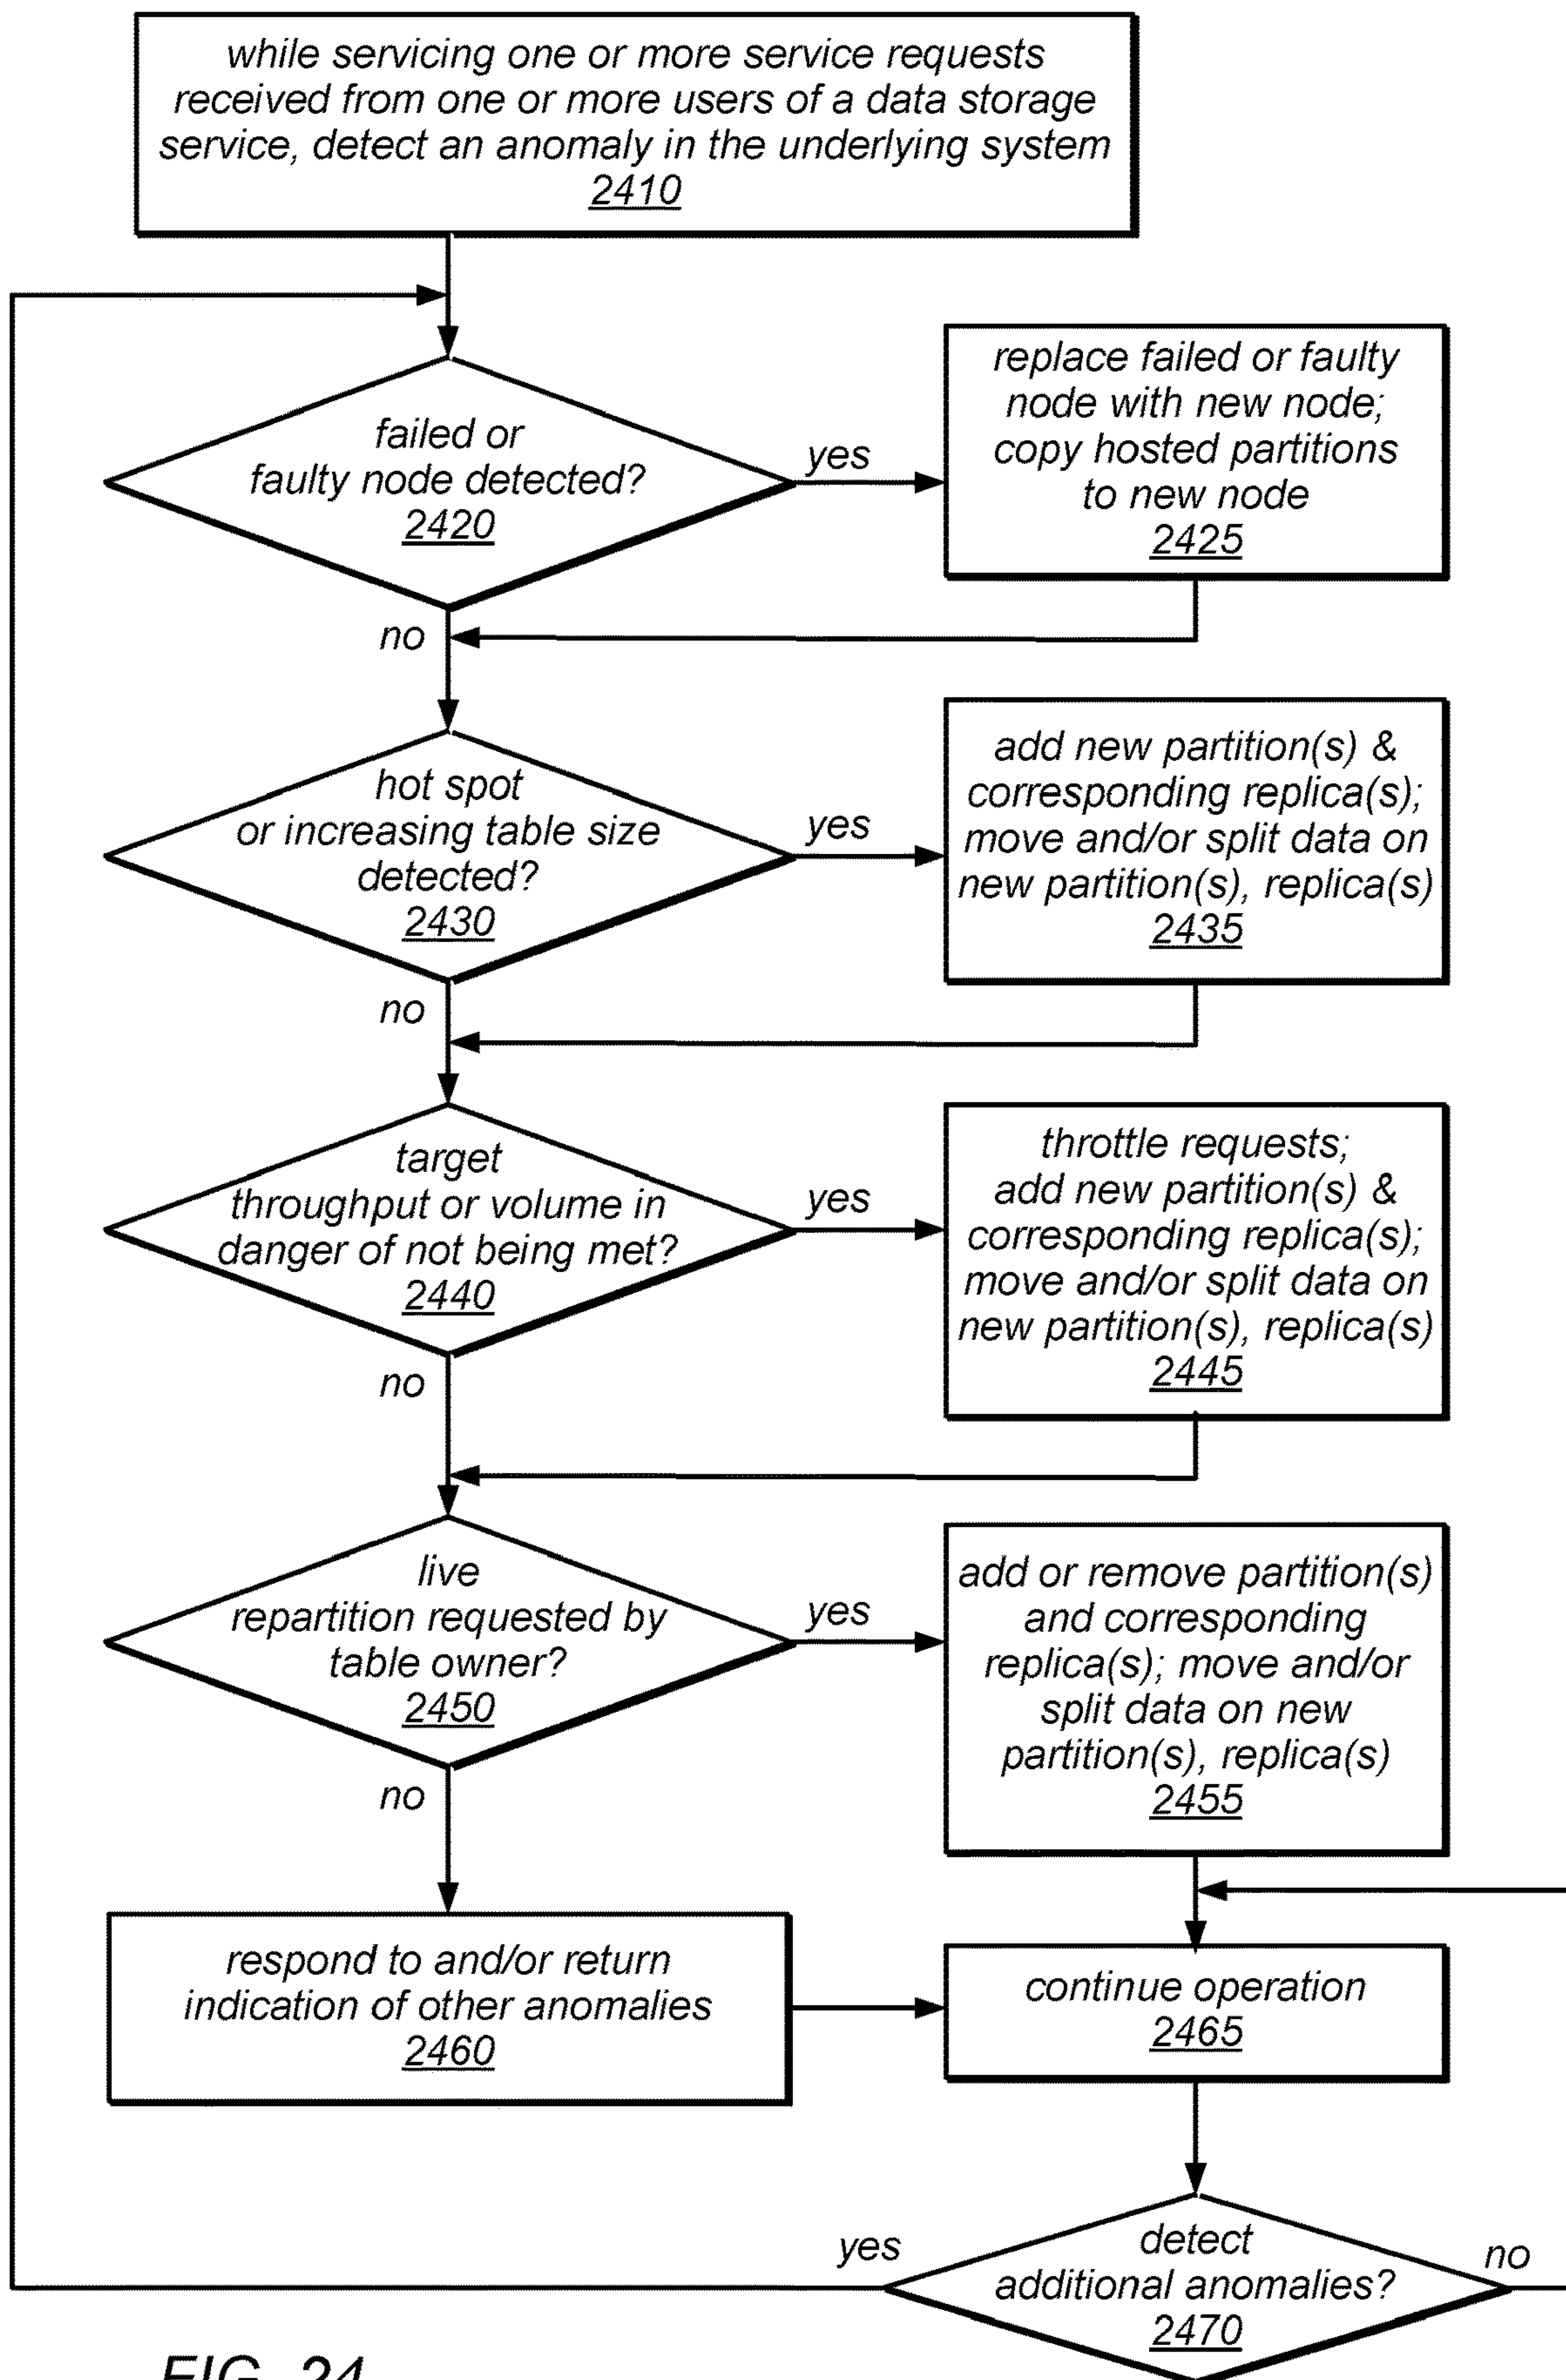 while servicing one or more service requests
received from one or more users of a data storage
service, detect an anomaly in the underlying system
2410
failed or
faulty node detected?
2420
yes
replace failed or faulty
node with new node;
copy hosted partitions
to new node
2425
no
hot spot
or increasing table size
detected?
2430
yes
add new partition(s) &
corresponding replica(s);
move and/or split data on
new partition(s), replica(s)
2435
no
target
throughput or volume in
danger of not being met?
2440
yes
throttle requests;
add new partition(s) &
corresponding replica(s);
move and/or split data on
new partition(s), replica(s)
2445
no
live
repartition requested by
table owner?
2450
yes
add or remove partition(s)
and corresponding
replica(s); move and/or
split data on new
partition(s), replica(s)
2455
no
respond to and/or return
indication of other anomalies
2460
continue operation
2465
yes
detect
additional anomalies?
2470
no
FIG. 24